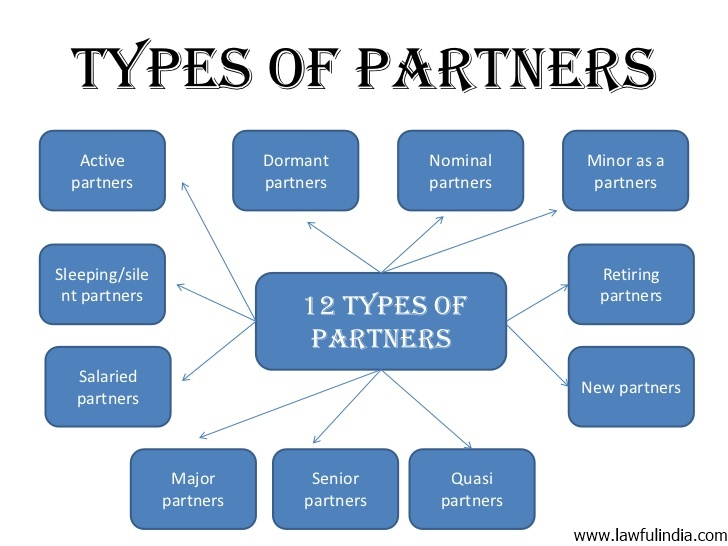 TYPES OF PARTNERS
Active
partners
Dormant
partners
Nominal
partners
Minor as a
partners
Sleeping/sile
nt partners
12 TYPES OF
PARTNERS
Retiring
partners
Salaried
partners
New partners
Major
partners
Senior
partners
Quasi
partners
www.lawfulindia.com